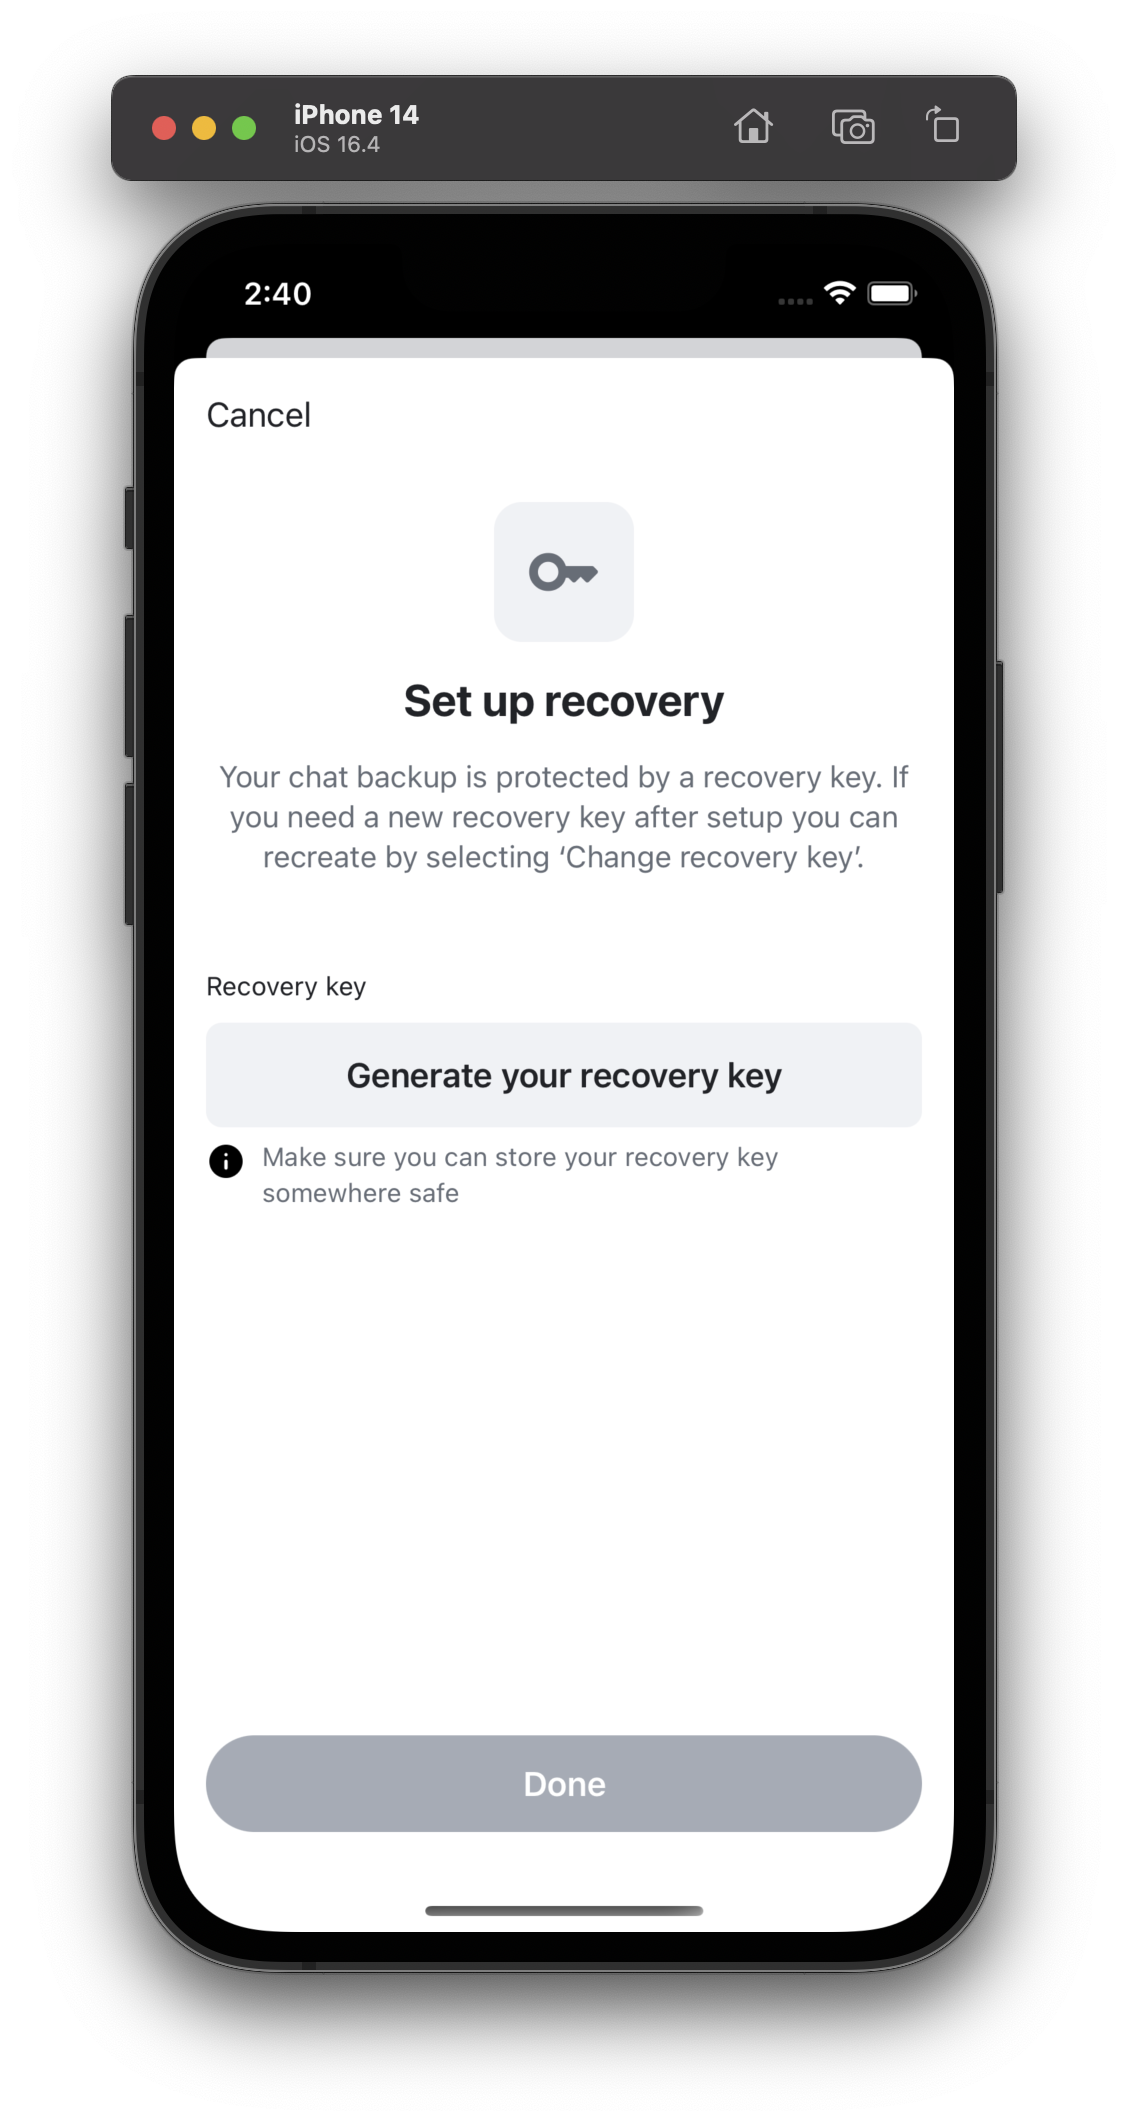 iPhone 14
iOS 16.4
2:40
Cancel
Set up recovery
Your chat backup is protected by a recovery key. If
you need a new recovery key after setup you can
recreate by selecting ‘Change recovery key’.
Recovery key
Generate your recovery key
Make sure you can store your recovery key
somewhere safe
Done